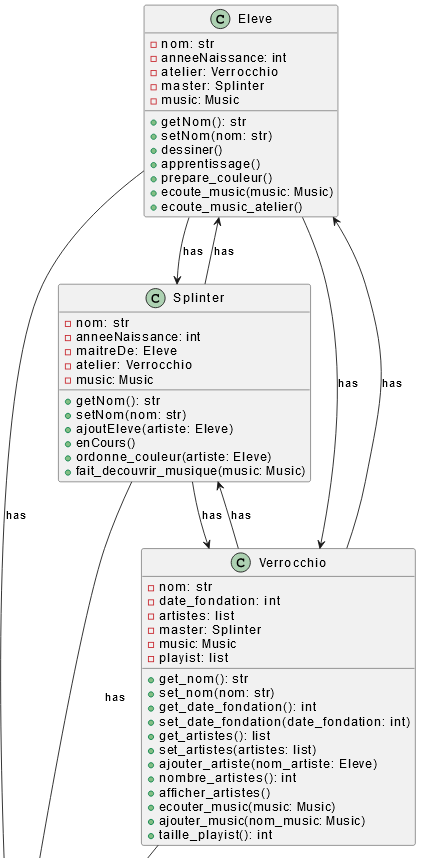 C Eleve
nom: str
anneeNaissance: int
atelier: Verrocchio
master: Splinter
music: Music
getNom(): str
setNom(nom: str)
dessiner()
apprentissage()
prepare_couleur()
ecoute_music(music: Music)
ecoute_music_atelier()
has
has
C Splinter
nom: str
anneeNaissance: int
maitreDe: Eleve
atelier: Verrocchio
music: Music
getNom(): str
setNom(nom: str)
ajoutEleve(artiste: Eleve)
enCours()
ordonne_couleur(artiste: Eleve)
fait_decouvrir_musique(music: Music)
has
has
has
has
has
C Verrocchio
nom: str
date_fondation: int
artistes: list
master: Splinter
music: Music
playist: list
get_nom(): str
set_nom(nom: str)
get_date_fondation(): int
set_date_fondation(date_fondation: int)
get_artistes(): list
set_artistes(artistes: list)
ajouter_artiste(nom_artiste: Eleve)
nombre_artistes(): int
afficher_artistes()
ecouter_music(music: Music)
ajouter_music(nom_music: Music)
taille_playist(): int
has